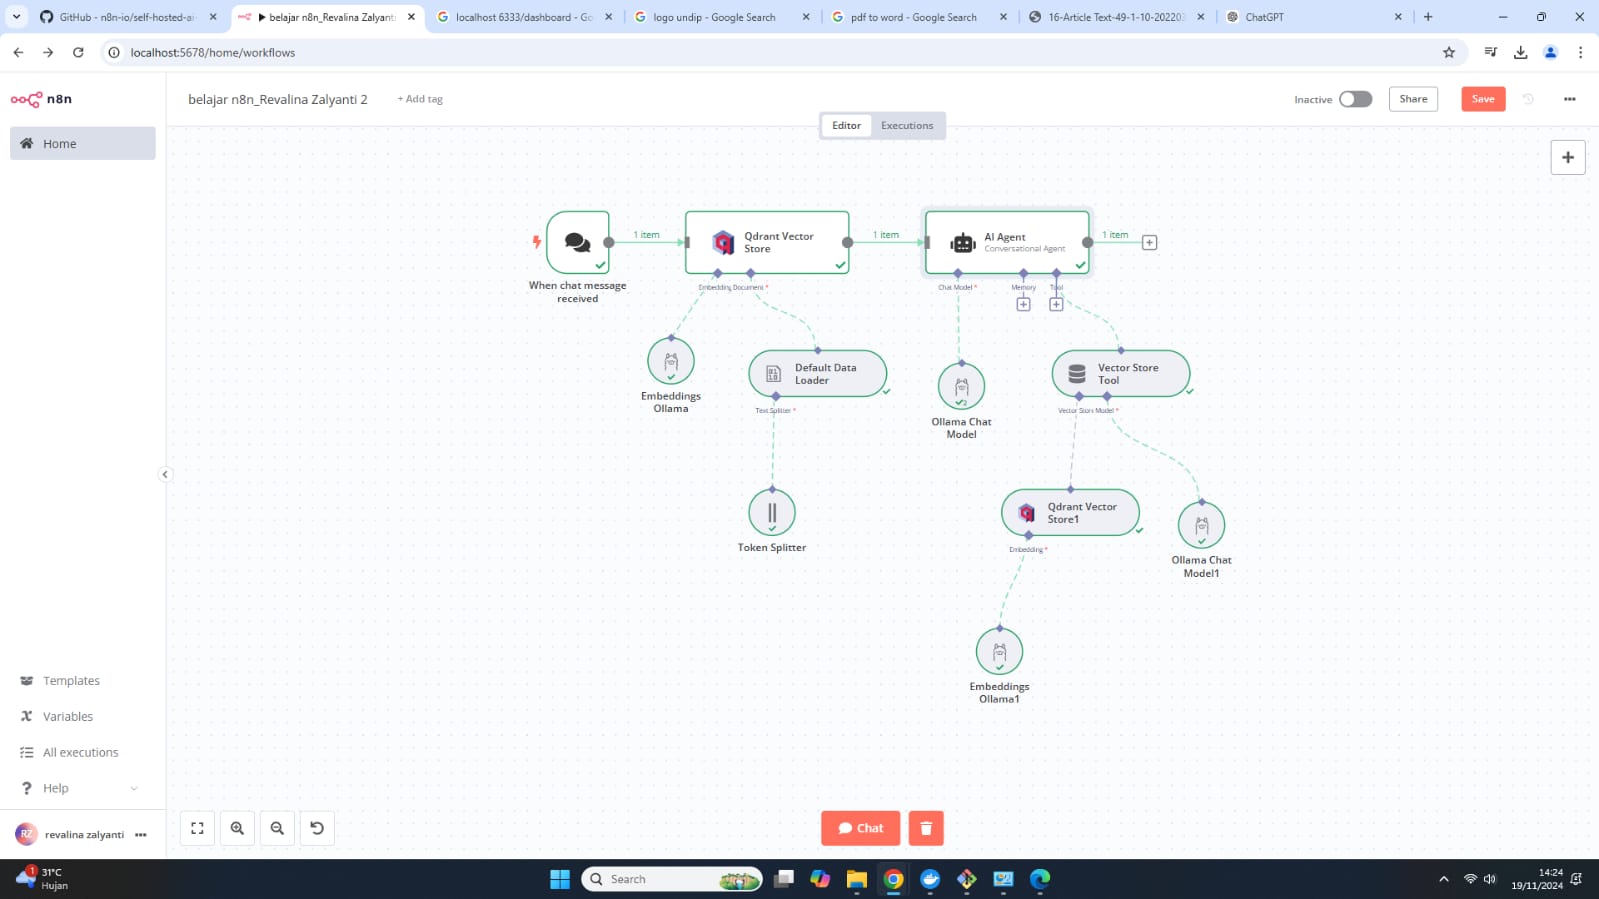 GitHub - n8n-io/self-hosted-ai-
belajar n8n_Revalina Zalyanti
localhost 6333/dashboard - Go
logo undip - Google Search
pdf to word - Google Search
16-Article Text-49-1-10-202203
ChatGPT
localhost:5678/home/workflows
n8n
belajar n8n_Revalina Zalyanti 2
+ Add tag
Inactive
Share
Save
Editor
Executions
Home
When chat message
received
1 item
Qdrant Vector
Store
1 item
AI Agent
Conversational Agent
1 item
Embedding
Document *
Chat Model *
Memory
Tool
Embeddings
Ollama
Default Data
Loader
Text Splitter *
Token Splitter
Ollama Chat
Model
2
Vector Store
Tool
Vector Store
Model *
Qdrant Vector
Store1
Embedding *
Ollama Chat
Model1
Embeddings
Ollama1
Templates
Variables
All executions
Help
RZ
revalina zalyanti
Chat
1
31°C
Hujan
Search
14:24
19/11/2024